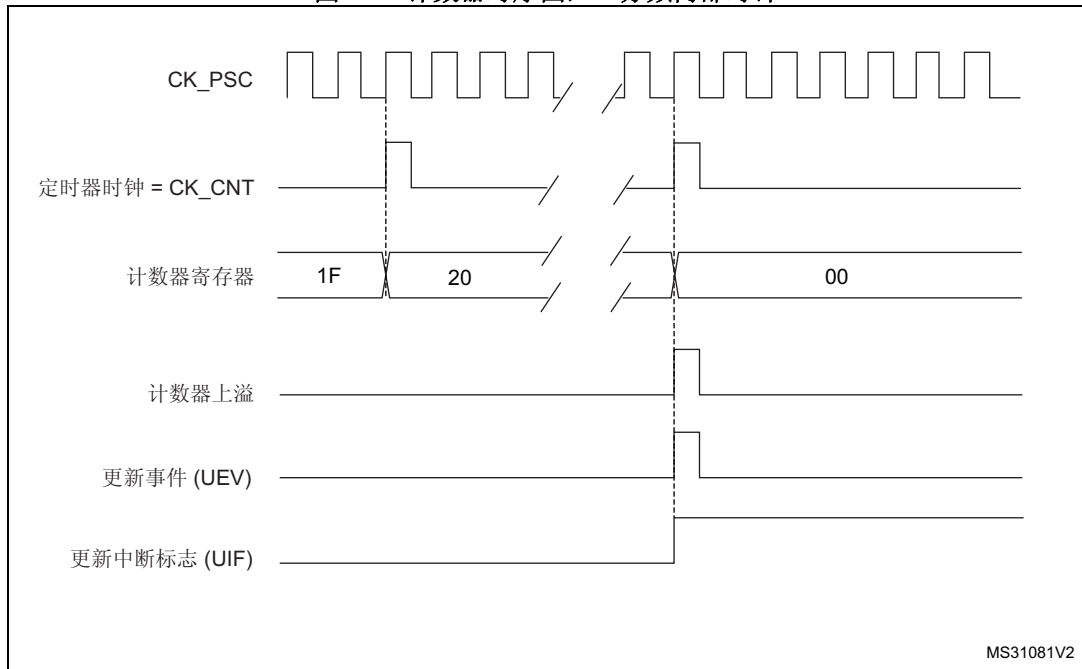 CK_PSC
定时器时钟 = CK_CNT
计数器寄存器
1F
20
00
计数器上溢
更新事件 (UEV)
更新中断标志 (UIF)
MS31081V2